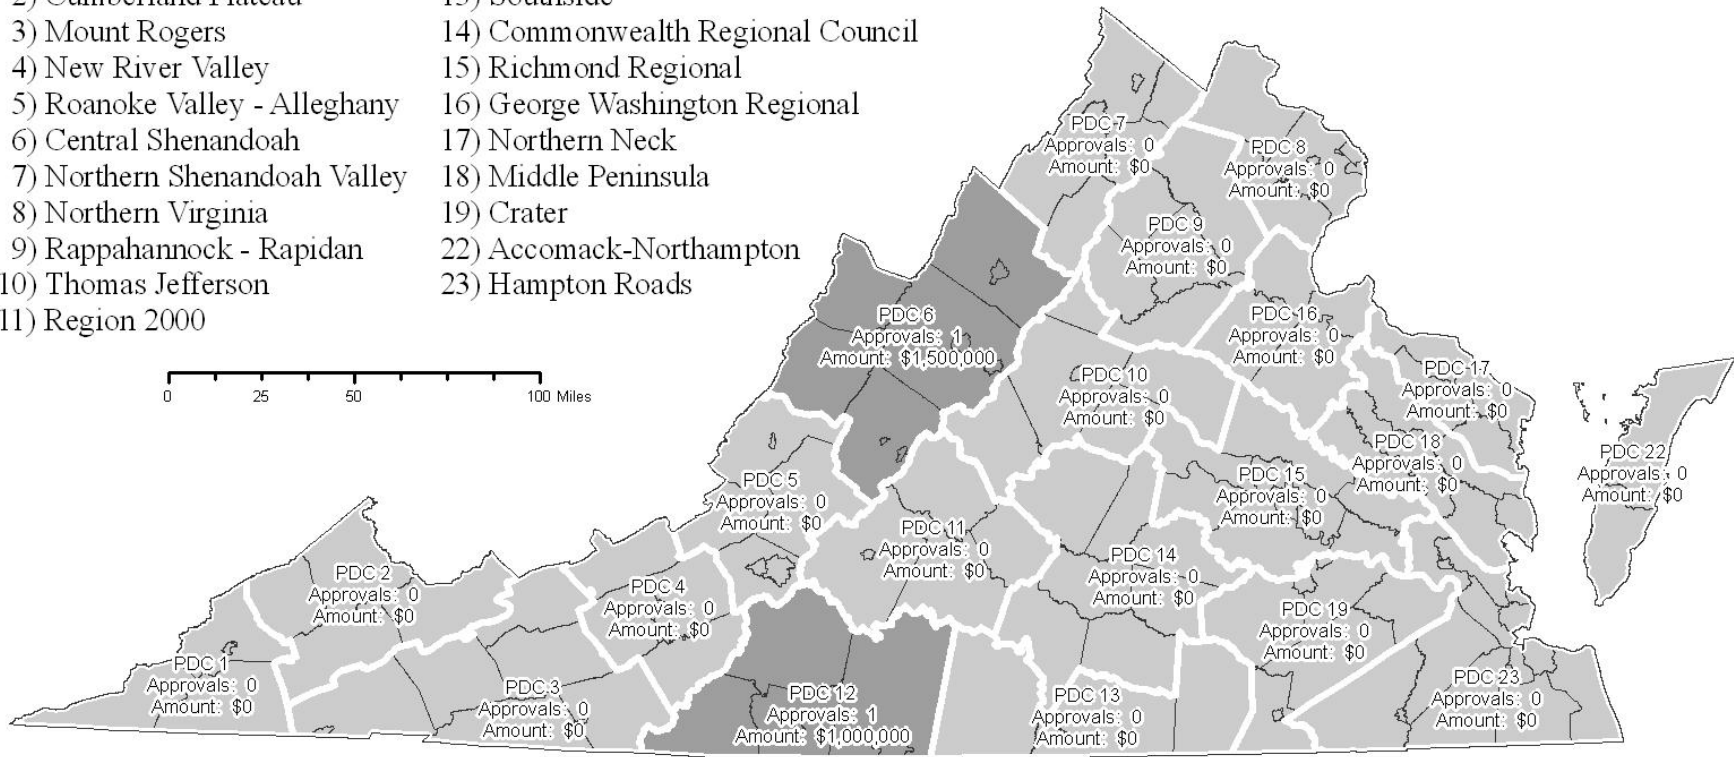 2) Cumberland Plateau
3) Mount Rogers
4) New River Valley
5) Roanoke Valley - Alleghany
6) Central Shenandoah
7) Northern Shenandoah Valley
8) Northern Virginia
9) Rappahannock - Rapidan
10) Thomas Jefferson
11) Region 2000
13) Southside
14) Commonwealth Regional Council
15) Richmond Regional
16) George Washington Regional
17) Northern Neck
18) Middle Peninsula
19) Crater
22) Accomack-Northampton
23) Hampton Roads
0 25 50 100 Miles
PDC 7
Approvals: 0
Amount: $0
PDC 8
Approvals: 0
Amount: $0
PDC 9
Approvals: 0
Amount: $0
PDC 6
Approvals: 1
Amount: $1,500,000
PDC 16
Approvals: 0
Amount: $0
PDC 10
Approvals: 0
Amount: $0
PDC 17
Approvals: 0
Amount: $0
PDC 18
Approvals: 0
Amount: $0
PDC 22
Approvals: 0
Amount: $0
PDC 5
Approvals: 0
Amount: $0
PDC 15
Approvals: 0
Amount: $0
PDC 11
Approvals: 0
Amount: $0
PDC 14
Approvals: 0
Amount: $0
PDC 2
Approvals: 0
Amount: $0
PDC 4
Approvals: 0
Amount: $0
PDC 19
Approvals: 0
Amount: $0
PDC 1
Approvals: 0
Amount: $0
PDC 3
Approvals: 0
Amount: $0
PDC 12
Approvals: 1
Amount: $1,000,000
PDC 13
Approvals: 0
Amount: $0
PDC 23
Approvals: 0
Amount: $0